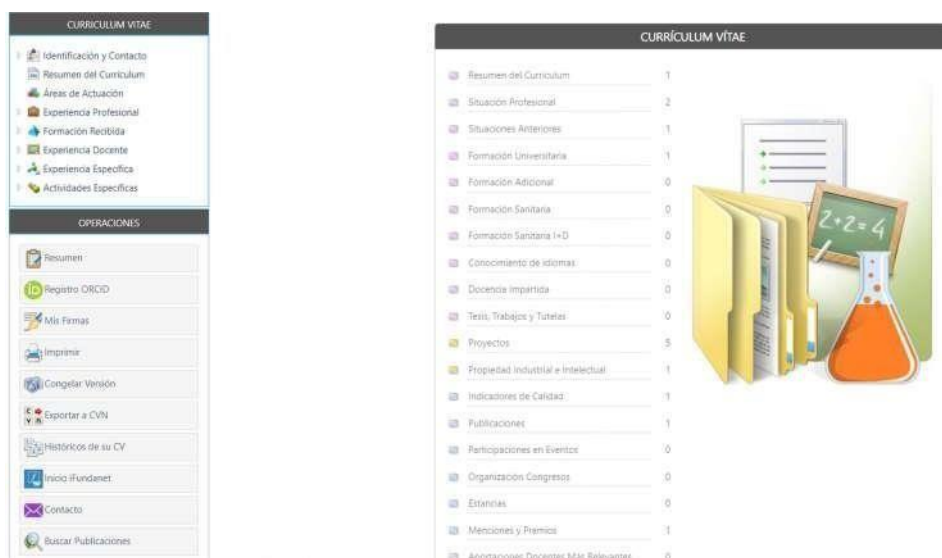 CURRICULUM VITAE
Identificación y Contacto
Resumen del Curriculum
Áreas de Actuación
Experiencia Profesional
Formación Recibida
Experiencia Docente
Experiencia Específica
Actividades Específicas
OPERACIONES
Resumen
Registro ORCID
Mis Firmas
Imprimir
Congelar Versión
Exportar a CVN
Históricos de su CV
Inicio iFundanet
Contacto
Buscar Publicaciones
CURRÍCULUM VÍTAE
Resumen del Curriculum 1
Situación Profesional 2
Situaciones Anteriores 1
Formación Universitaria 1
Formación Adicional 0
Formación Sanitaria 0
Formación Sanitaria I+D 0
Conocimiento de idiomas 0
Docencia Impartida 0
Tesis, Trabajos y Tutelas 0
Proyectos 5
Propiedad Industrial e Intelectual 1
Indicadores de Calidad 1
Publicaciones 1
Participaciones en Eventos 0
Organización Congresos 0
Estancias 0
Menciones y Premios 1
Aportaciones Docentes Más Relevantes 0
2+2=4